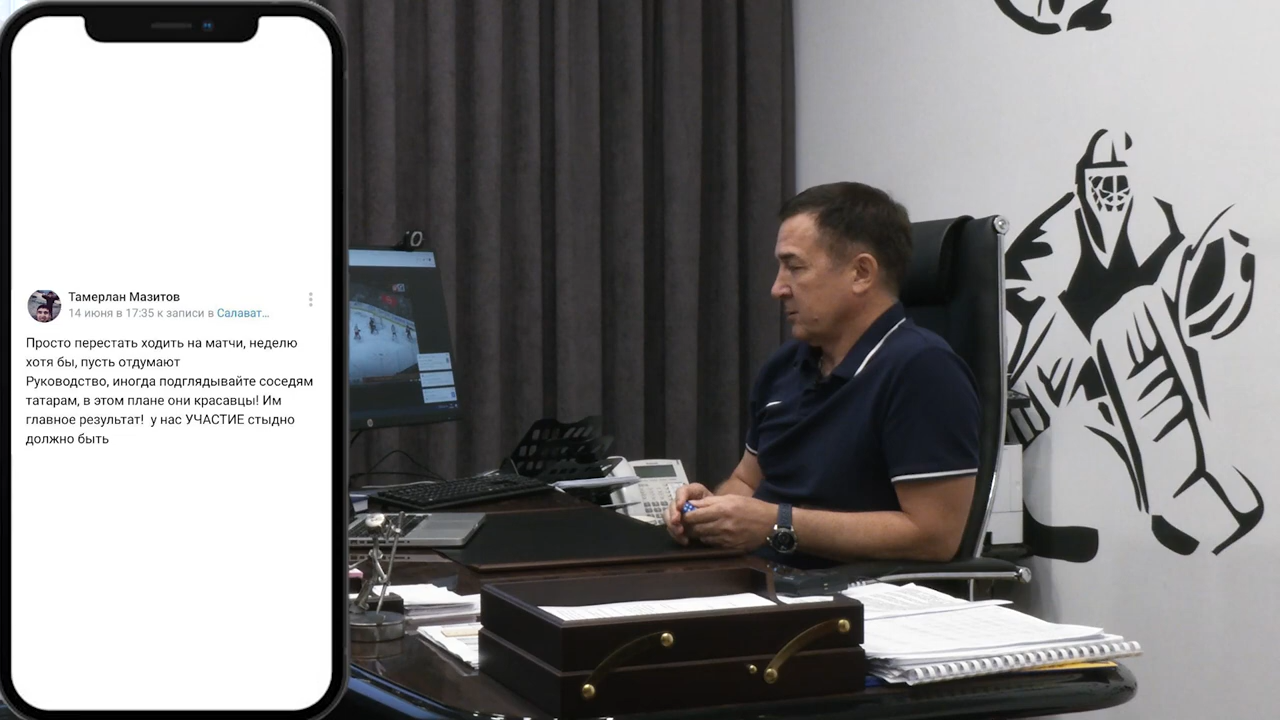 Тамерлан Мазитов
14 июня в 17:35 к записи в Салават...
Просто перестать ходить на матчи, неделю
хотя бы, пусть отдумают
Руководство, иногда подглядывайте соседям
татарам, в этом плане они красавцы! Им
главное результат!  у нас УЧАСТИЕ стыдно
должно быть